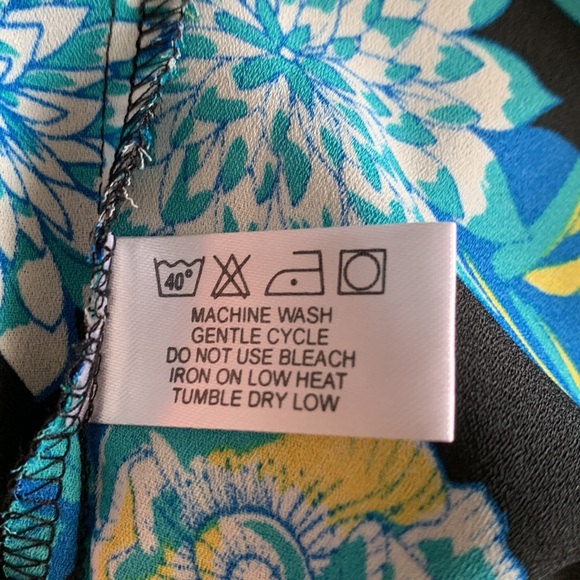 40°
MACHINE WASH
GENTLE CYCLE
DO NOT USE BLEACH
IRON ON LOW HEAT
TUMBLE DRY LOW